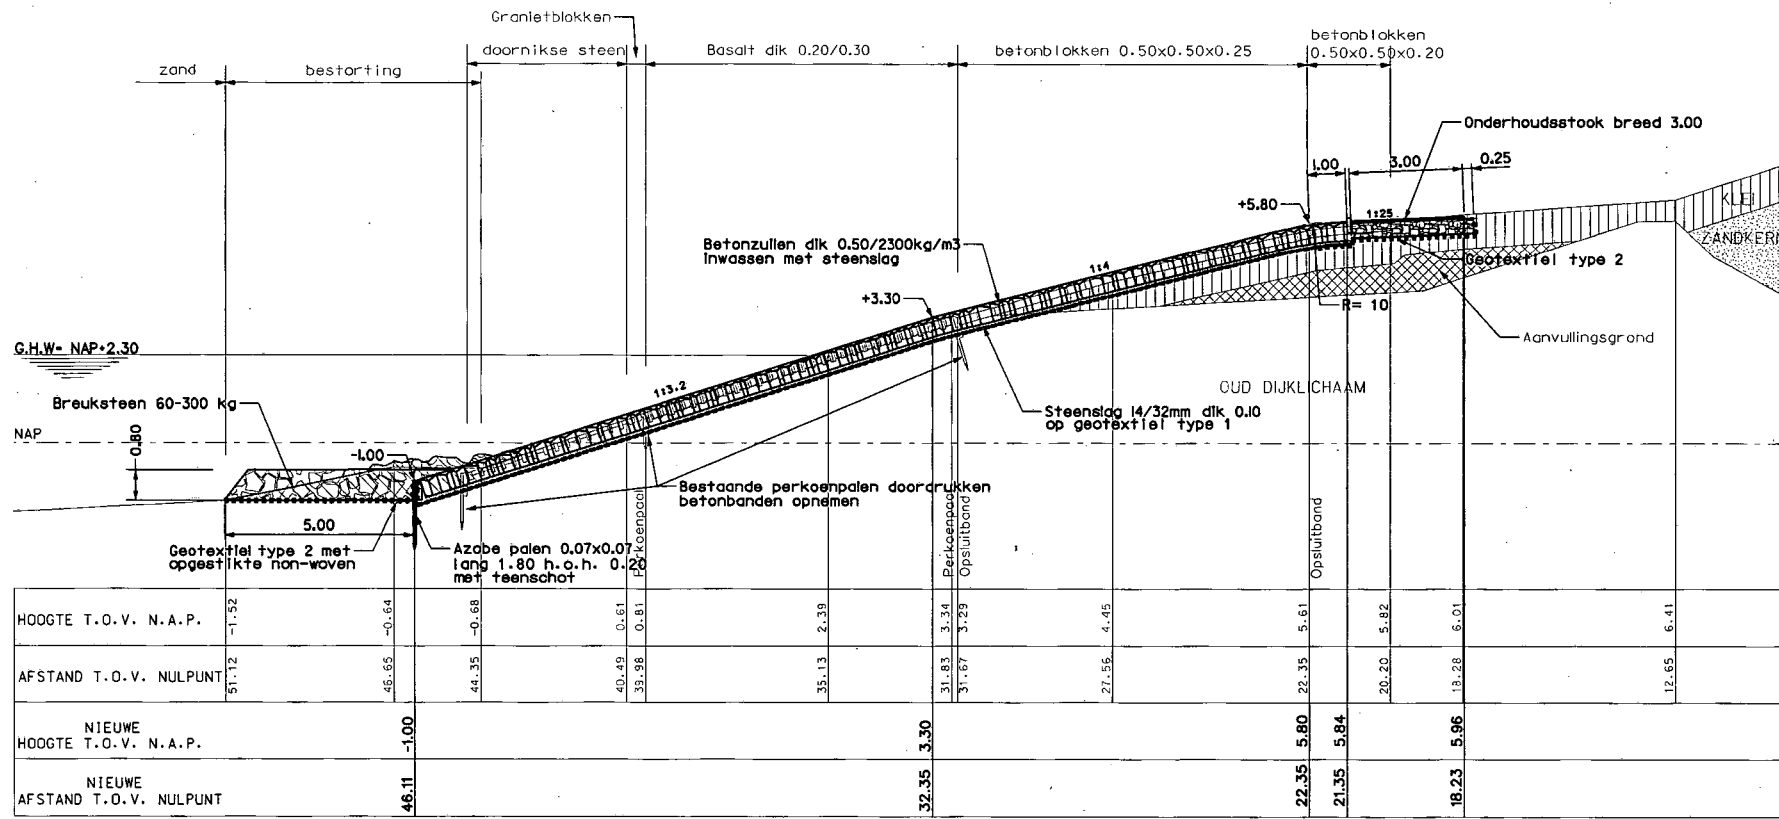 Granietblokken
doornikse steen
Basalt dik 0.20/0.30
betonblokken 0.50x0.50x0.25
betonblokken
0.50x0.50x0.20
zand
bestorting
Onderhoudsstook breed 3.00
1.00
3.00
0.25
+5.80
1:25
KLEI
ZANDKERN
Betonzuilen dik 0.50/2300kg/m3
inwassen met steenslag
1:4
Geotextiel type 2
+3.30
R= 10
Aanvullingsgrond
G.H.W= NAP+2.30
OUD DIJKLICHAAM
1:3.2
Breuksteen 60-300 kg
Steenslag 14/32mm dik 0.10
op geotextiel type 1
NAP
0.80
-1.00
Bestaande perkoenpalen doordrukken
betonbanden opnemen
5.00
Geotextiel type 2 met
opgestikte non-woven
Azobe palen 0.07x0.07
lang 1.80 h.o.h. 0.20
met teenschot
Perkoenpaal
Perkoenpaal
Opsluitband
Opsluitband
HOOGTE T.O.V. N.A.P. -1.52 -0.64 -0.68 0.61 0.81 2.39 3.34 3.29 4.45 5.61 5.82 6.01 6.41
AFSTAND T.O.V. NULPUNT 51.12 46.65 44.35 40.49 39.98 35.13 31.83 31.67 27.56 22.35 20.20 18.28 12.65
NIEUWE
HOOGTE T.O.V. N.A.P. -1.00 3.30 5.80 5.84 5.96
NIEUWE
AFSTAND T.O.V. NULPUNT 46.11 32.35 22.35 21.35 18.23